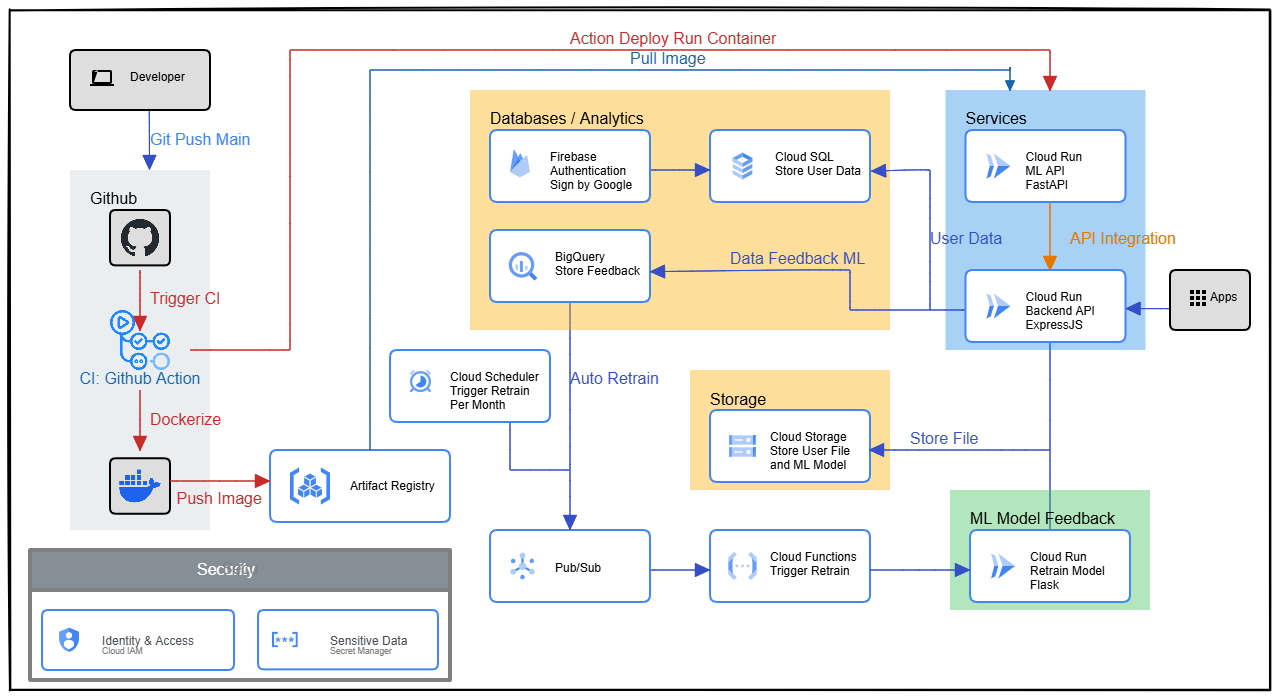 Action Deploy Run Container
Pull Image
Developer
Git Push Main
Github
Trigger CI
CI: Github Action
Dockerize
Push Image
Artifact Registry
Databases / Analytics
Firebase
Authentication
Sign by Google
Cloud SQL
Store User Data
BigQuery
Store Feedback
Data Feedback ML
User Data
Services
Cloud Run
ML API
FastAPI
API Integration
Cloud Run
Backend API
ExpressJS
Apps
Cloud Scheduler
Trigger Retrain
Per Month
Auto Retrain
Storage
Cloud Storage
Store User File
and ML Model
Store File
Pub/Sub
Cloud Functions
Trigger Retrain
ML Model Feedback
Cloud Run
Retrain Model
Flask
Security
Identity & Access
Cloud IAM
Sensitive Data
Secret Manager